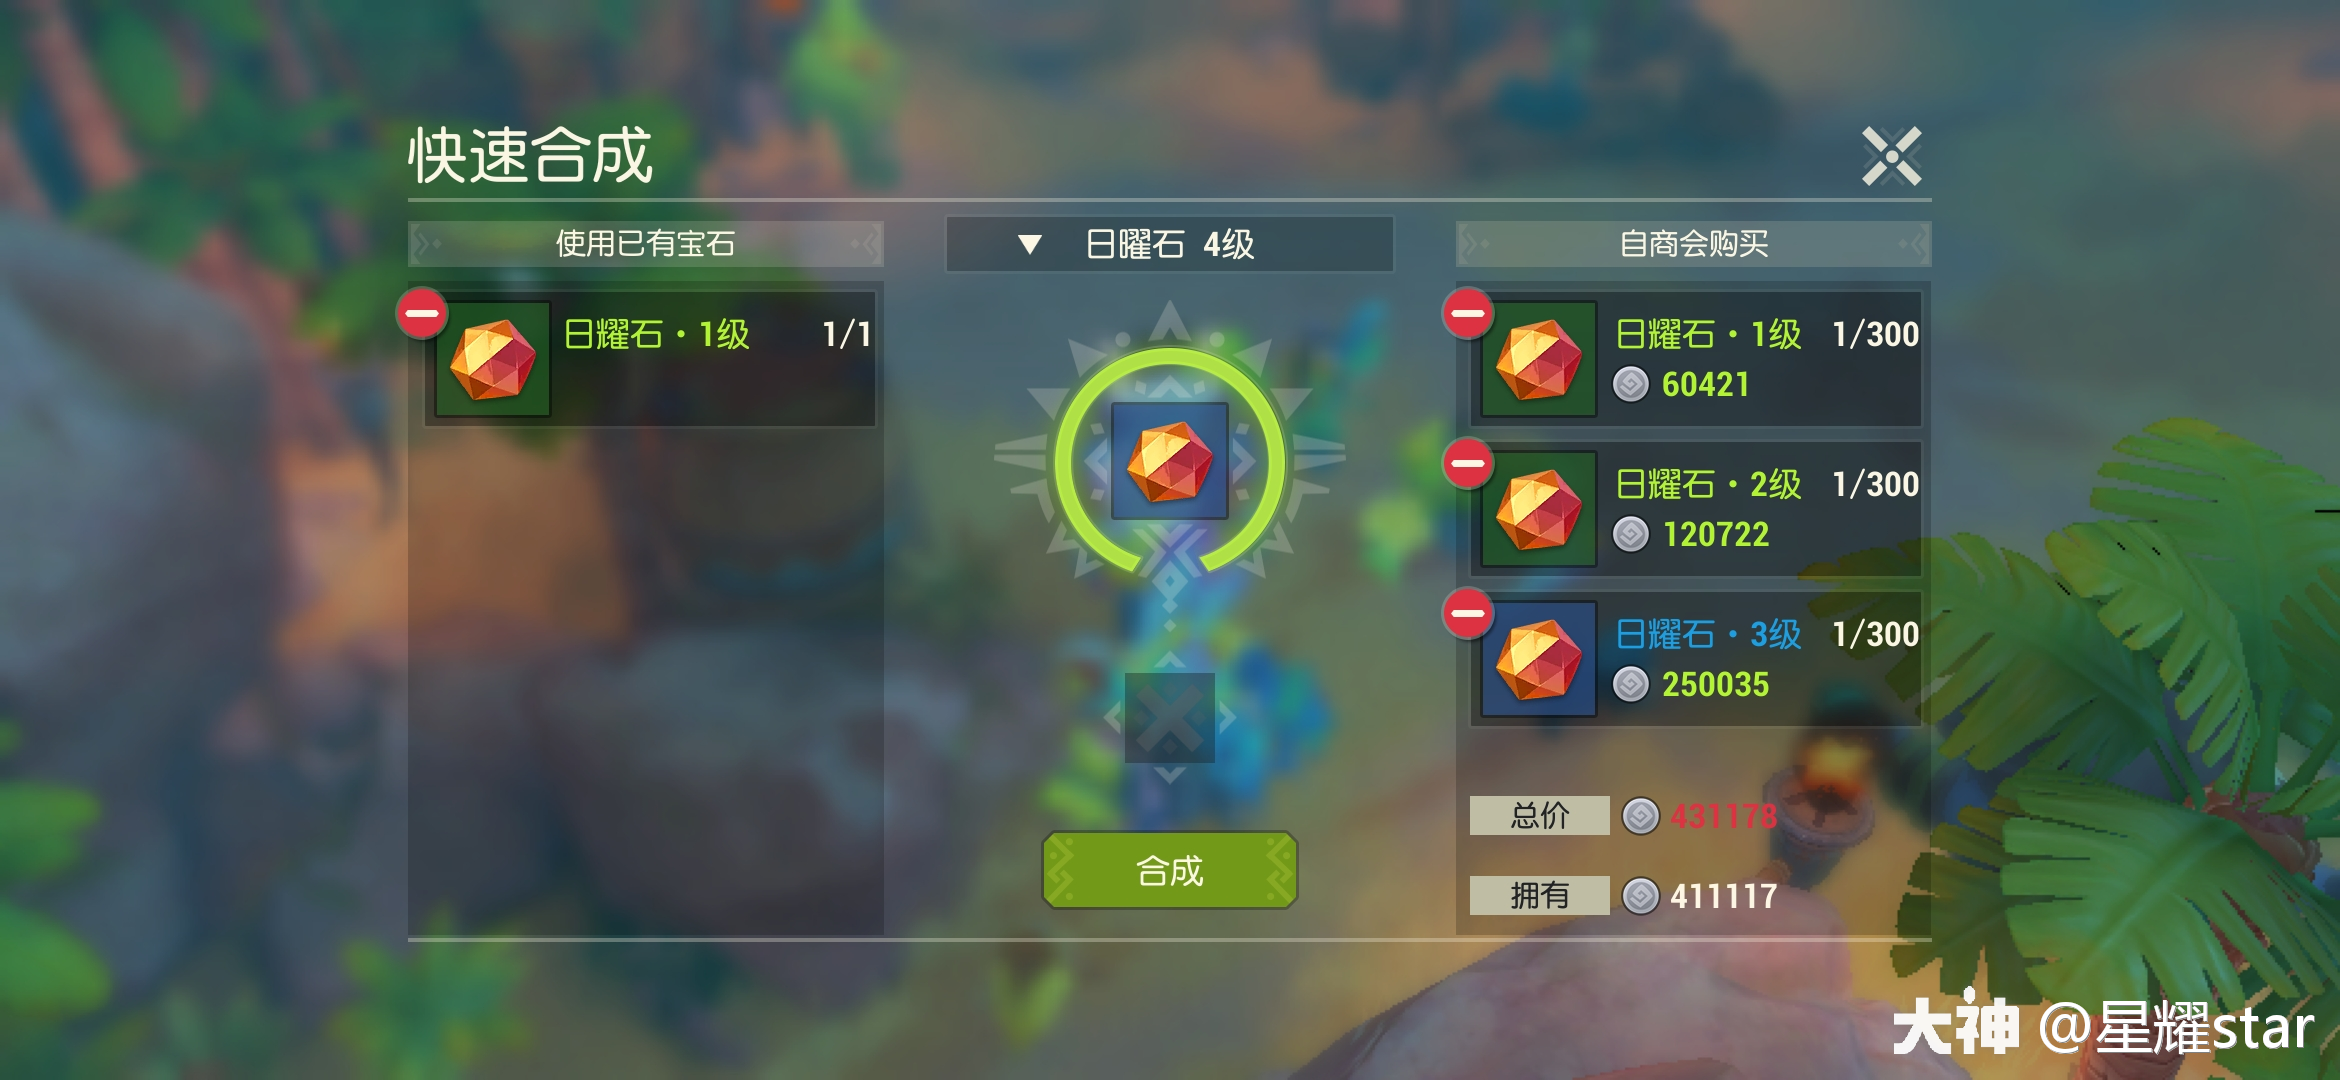 快速合成
使用已有宝石
日耀石·1级 1/1
日曜石 4级
合成
自商会购买
日耀石·1级 1/300
60421
日耀石·2级 1/300
120722
日耀石·3级 1/300
250035
总价 431178
拥有 411117
大神 @星耀star